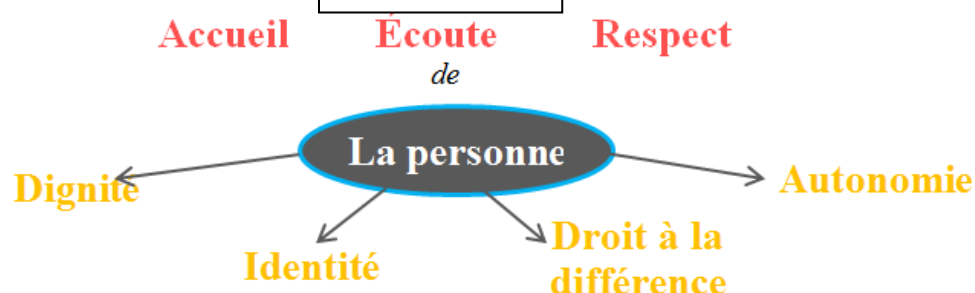 Accueil Écoute Respect
de
La personne
Dignité
Autonomie
Identité
Droit à la
différence